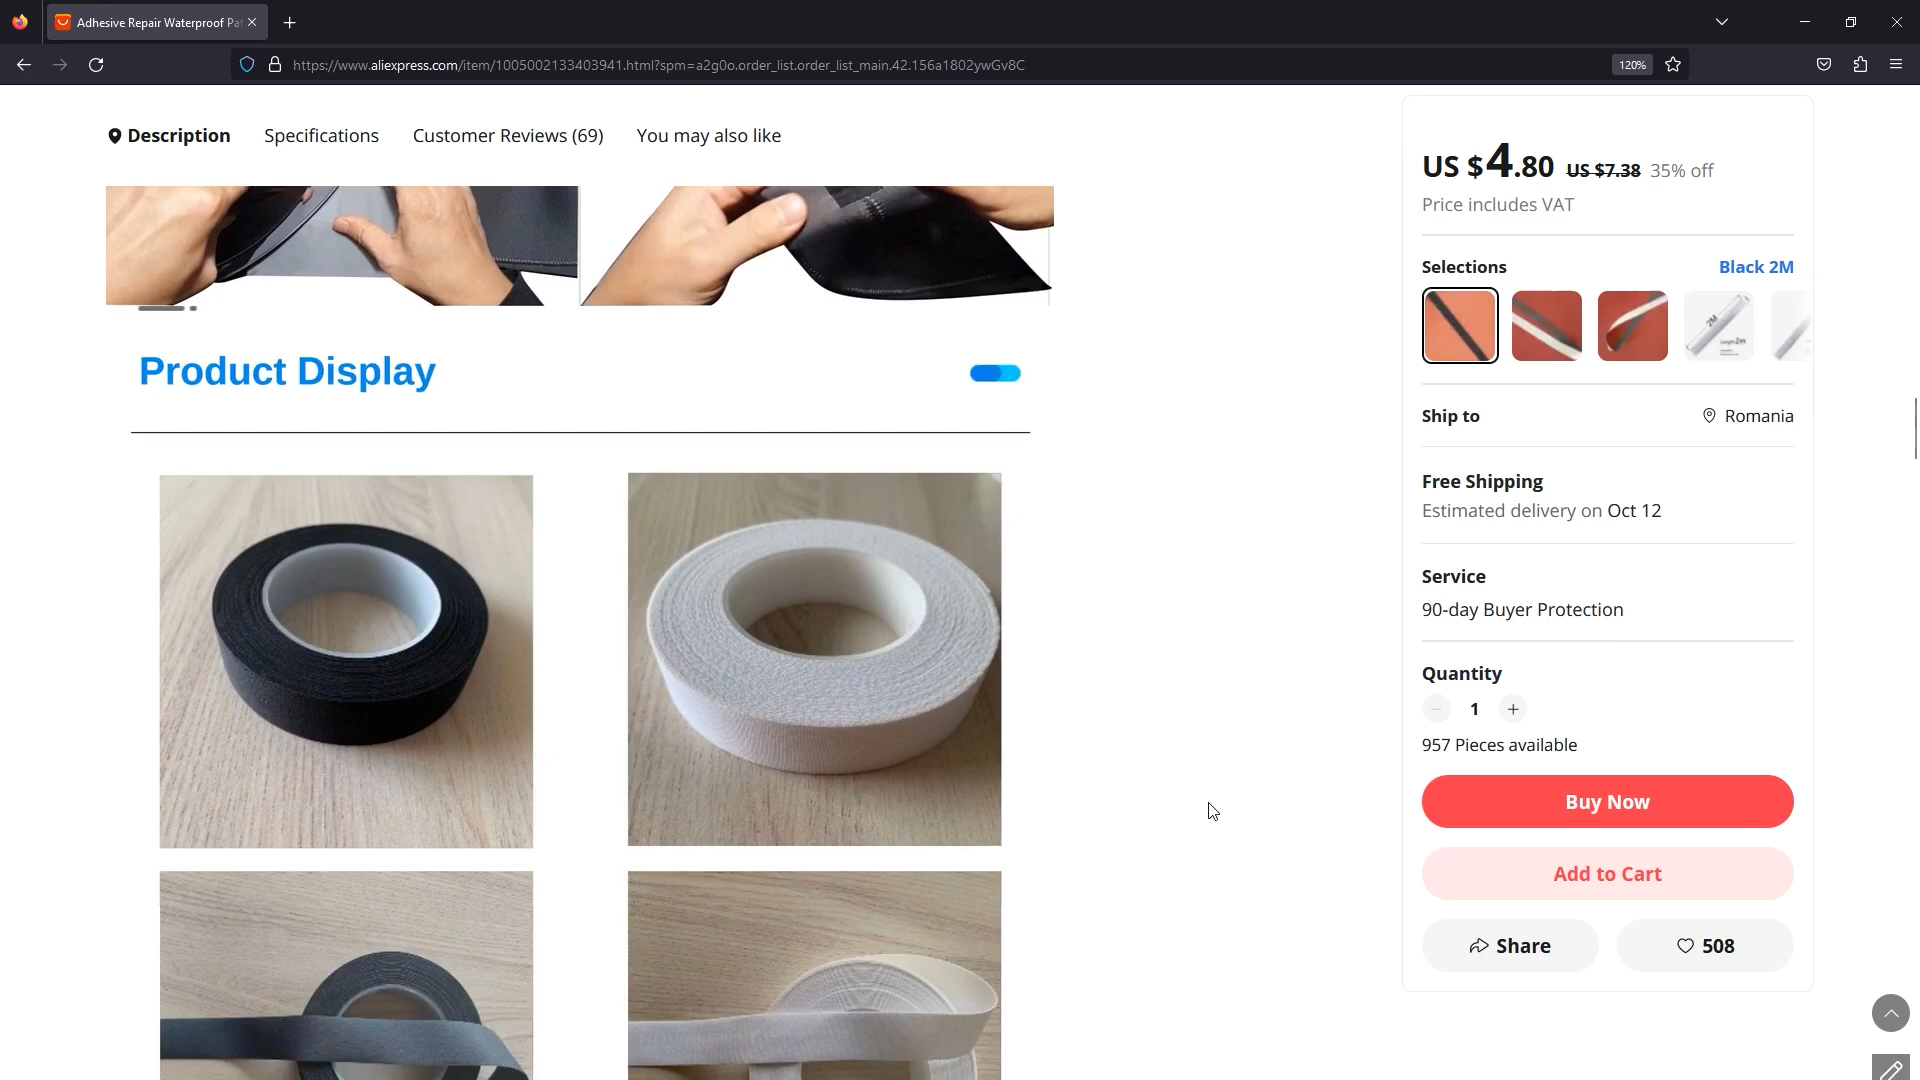 Adhesive Repair Waterproof Pa
https://www.aliexpress.com/item/1005002133403941.html?spm=a2g0o.order_list.order_list_main.42.156a1802ywGv8C
120%
Description
Specifications
Customer Reviews (69)
You may also like
Product Display
US $4.80 US $7.38 35% off
Price includes VAT
Selections
Black 2M
2M
Ship to
Romania
Free Shipping
Estimated delivery on Oct 12
Service
90-day Buyer Protection
Quantity
1
957 Pieces available
Buy Now
Add to Cart
Share
508